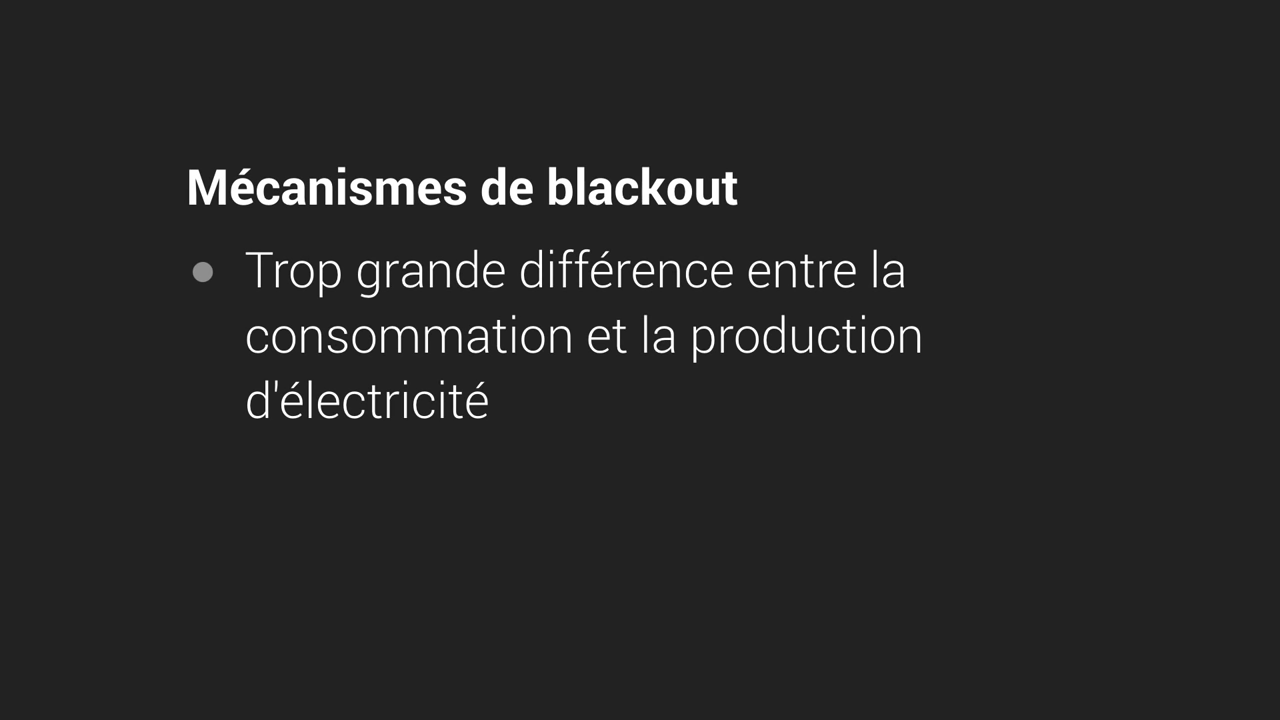 Mécanismes de blackout
● Trop grande différence entre la
consommation et la production
d'électricité